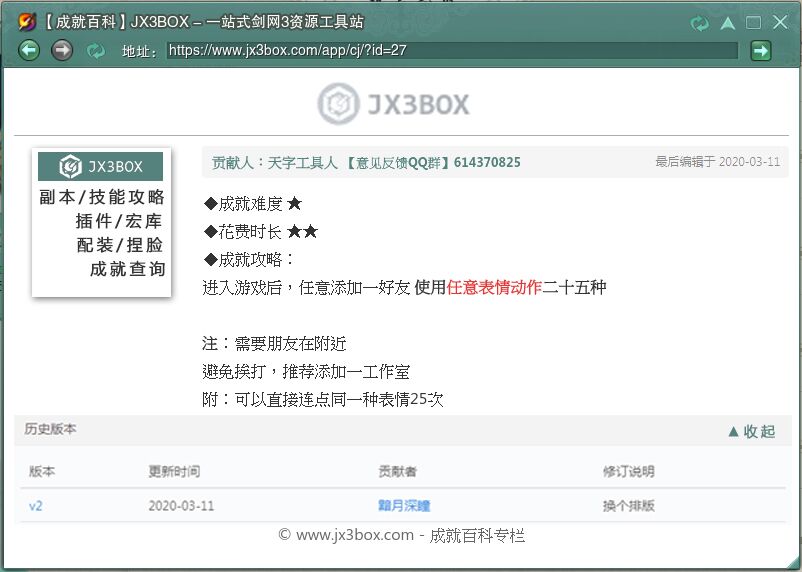 【成就百科】JX3BOX – 一站式剑网3资源工具站
地址： https://www.jx3box.com/app/cj/?id=27
JX3BOX
JX3BOX
副本/技能攻略
插件/宏库
配装/捏脸
成就查询
贡献人：天字工具人 【意见反馈QQ群】614370825
最后编辑于 2020-03-11
◆成就难度 ★
◆花费时长 ★★
◆成就攻略：
进入游戏后，任意添加一好友 使用任意表情动作二十五种
注：需要朋友在附近
避免挨打，推荐添加一工作室
附：可以直接连点同一种表情25次
历史版本 ▲收起
版本 更新时间 贡献者 修订说明
v2 2020-03-11 黯月深瞳 换个排版
© www.jx3box.com - 成就百科专栏